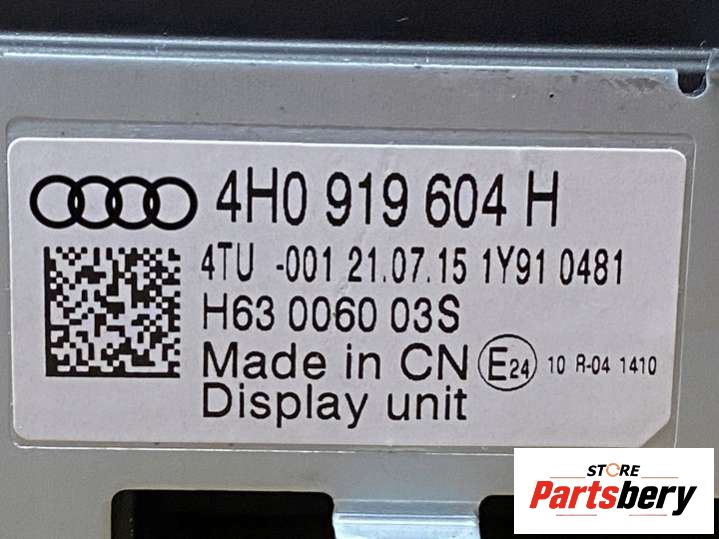 4H0 919 604 H
4TU -001 21.07.15 1Y91 0481
H63 0060 03S
Made in CN E24 10 R-04 1410
Display unit
STORE
Partsbery